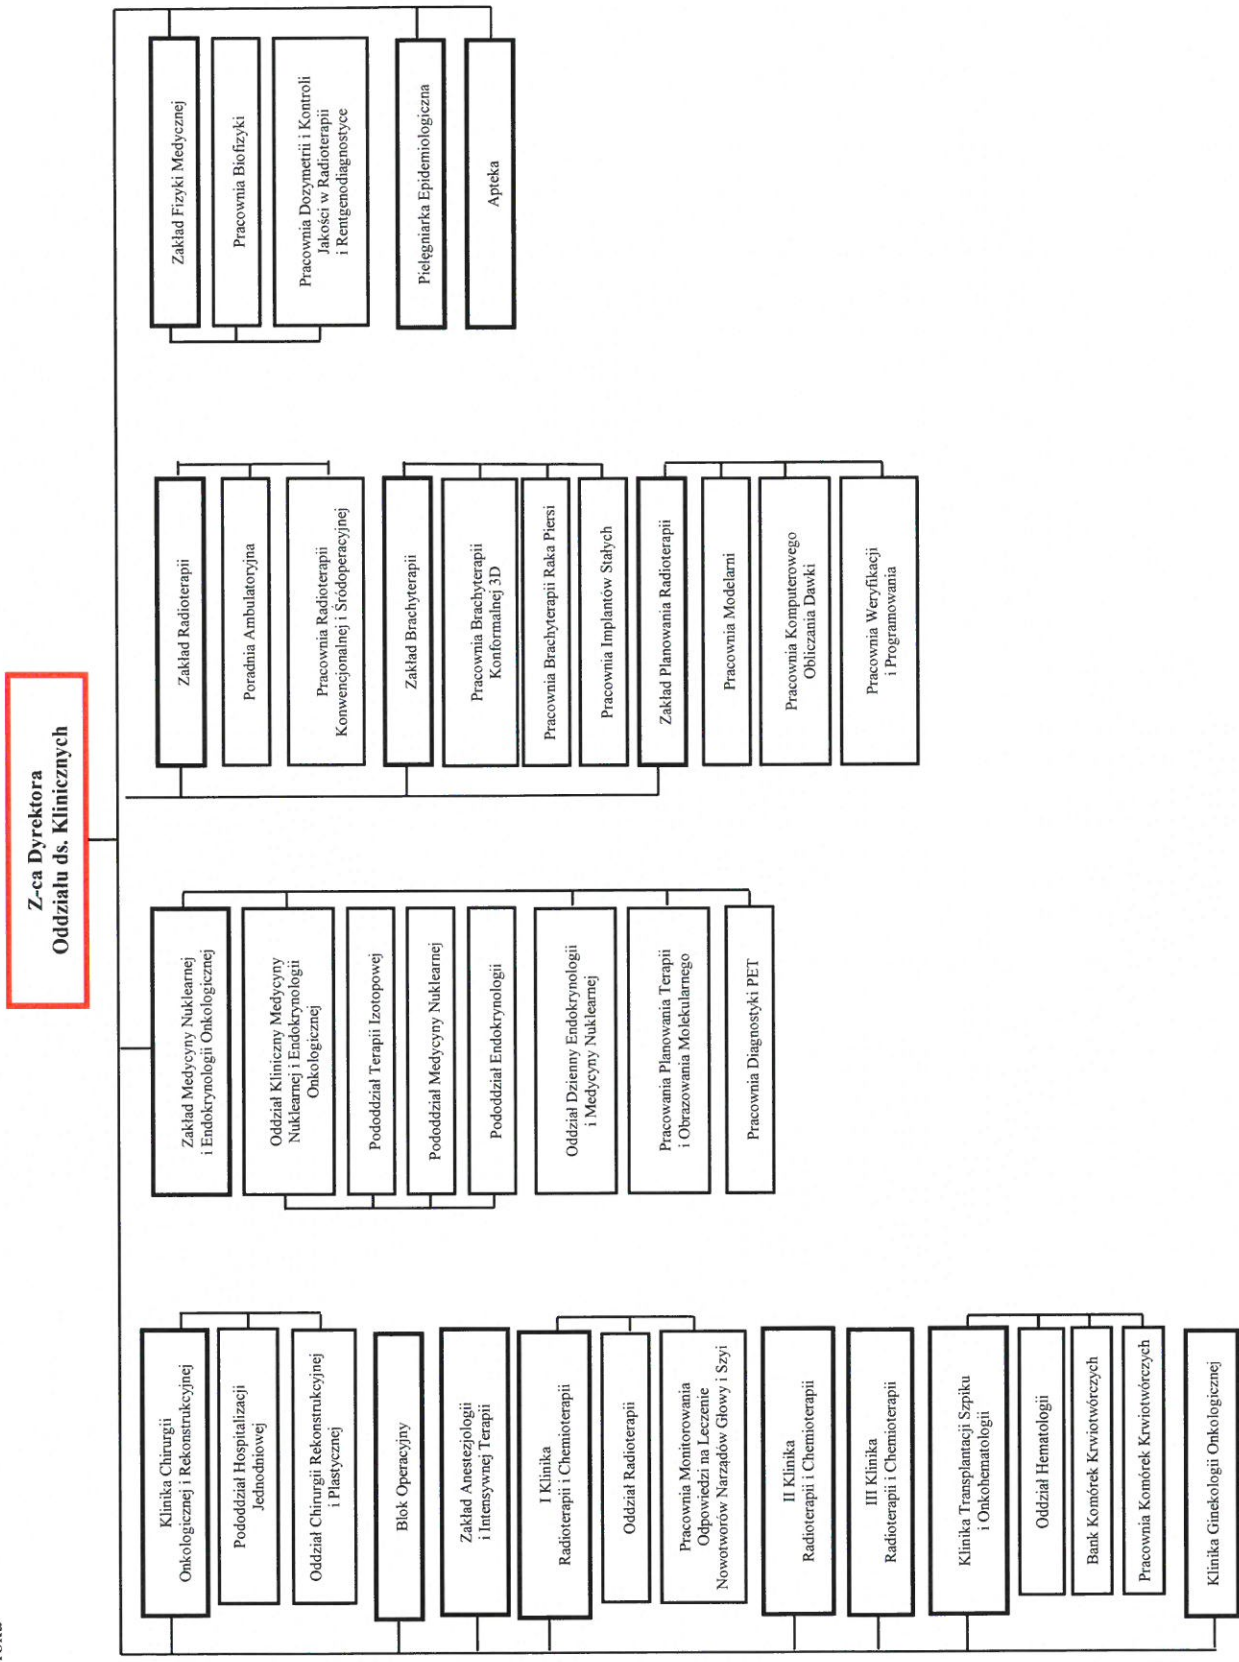 Z-ca Dyrektora
Oddziału ds. Klinicznych
Klinika Chirurgii
Onkologicznej i Rekonstrukcyjnej
Pododdział Hospitalizacji
Jednodniowej
Oddział Chirurgii Rekonstrukcyjnej
i Plastycznej
Blok Operacyjny
Zakład Anestezjologii
i Intensywnej Terapii
I Klinika
Radioterapii i Chemioterapii
Oddział Radioterapii
Pracownia Monitorowania
Odpowiedzi na Leczenie
Nowotworów Narządów Głowy i Szyi
II Klinika
Radioterapii i Chemioterapii
III Klinika
Radioterapii i Chemioterapii
Klinika Transplantacji Szpiku
i Onkohematologii
Oddział Hematologii
Bank Komórek Krwiotwórczych
Pracownia Komórek Krwiotwórczych
Klinika Ginekologii Onkologicznej
Zakład Medycyny Nuklearnej
i Endokrynologii Onkologicznej
Oddział Kliniczny Medycyny
Nuklearnej i Endokrynologii
Onkologicznej
Pododdział Terapii Izotopowej
Pododdział Medycyny Nuklearnej
Pododdział Endokrynologii
Oddział Dzienny Endokrynologii
i Medycyny Nuklearnej
Pracowania Planowania Terapii
i Obrazowania Molekularnego
Pracownia Diagnostyki PET
Zakład Radioterapii
Poradnia Ambulatoryjna
Pracownia Radioterapii
Konwencjonalnej i Śródoperacyjnej
Zakład Brachyterapii
Pracownia Brachyterapii
Konformalnej 3D
Pracownia Brachyterapii Raka Piersi
Pracownia Implantów Stałych
Zakład Planowania Radioterapii
Pracownia Modelarni
Pracownia Komputerowego
Obliczania Dawki
Pracownia Weryfikacji
i Programowania
Zakład Fizyki Medycznej
Pracownia Biofizyki
Pracownia Dozymetrii i Kontroli
Jakości w Radioterapii
i Rentgenodiagnostyce
Pielęgniarka Epidemiologiczna
Apteka